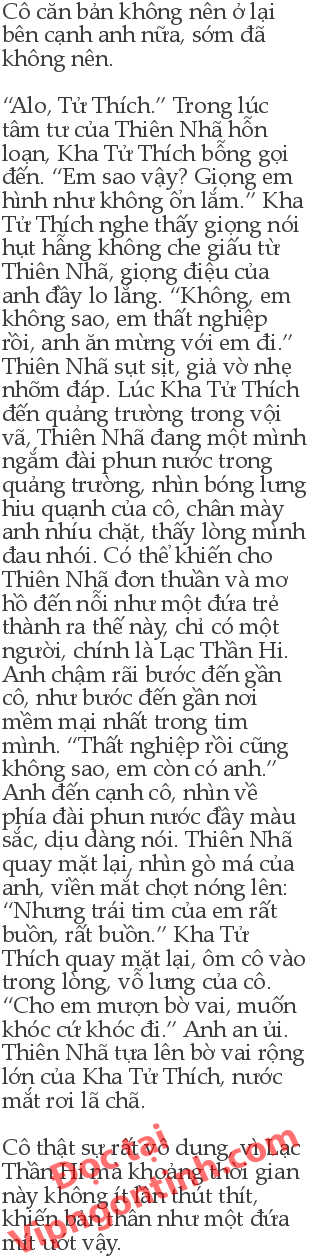 Cô căn bản không nên ở lại
bên cạnh anh nữa, sớm đã
không nên.
“Alo, Tử Thích.” Trong lúc
tâm tư của Thiên Nhã hỗn
loạn, Kha Tử Thích bỗng gọi
đến. “Em sao vậy? Giọng em
hình như không ổn lắm.” Kha
Tử Thích nghe thấy giọng nói
hụt hẫng không che giấu từ
Thiên Nhã, giọng điệu của
anh đầy lo lắng. “Không, em
không sao, em thất nghiệp
rồi, anh ăn mừng với em đi.”
Thiên Nhã sụt sịt, giả vờ nhẹ
nhõm đáp. Lúc Kha Tử Thích
đến quảng trường trong vội
vã, Thiên Nhã đang một mình
ngắm đài phun nước trong
quảng trường, nhìn bóng lưng
hiu quạnh của cô, chân mày
anh nhíu chặt, thấy lòng mình
đau nhói. Có thể khiến cho
Thiên Nhã đơn thuần và mơ
hồ đến nỗi như một đứa trẻ
thành ra thế này, chỉ có một
người, chính là Lạc Thần Hi.
Anh chậm rãi bước đến gần
cô, như bước đến gần nơi
mềm mại nhất trong tim
mình. “Thất nghiệp rồi cũng
không sao, em còn có anh.”
Anh đến cạnh cô, nhìn về
phía đài phun nước đầy màu
sắc, dịu dàng nói. Thiên Nhã
quay mặt lại, nhìn gò má của
anh, viền mắt chợt nóng lên:
“Nhưng trái tim của em rất
buồn, rất buồn.” Kha Tử
Thích quay mặt lại, ôm cô vào
trong lòng, vỗ lưng của cô.
“Cho em mượn bờ vai, muốn
khóc cứ khóc đi.” Anh an ủi.
Thiên Nhã tựa lên bờ vai rộng
lớn của Kha Tử Thích, nước
mắt rơi lã chã.
Cô thật sự rất vô dụng, vì Lạc
Thần Hi mà khoảng thời gian
này không ít lần thút thít,
khiến bản thân như một đứa
mít ướt vậy.
Đọc tại
Vipngontinh.com